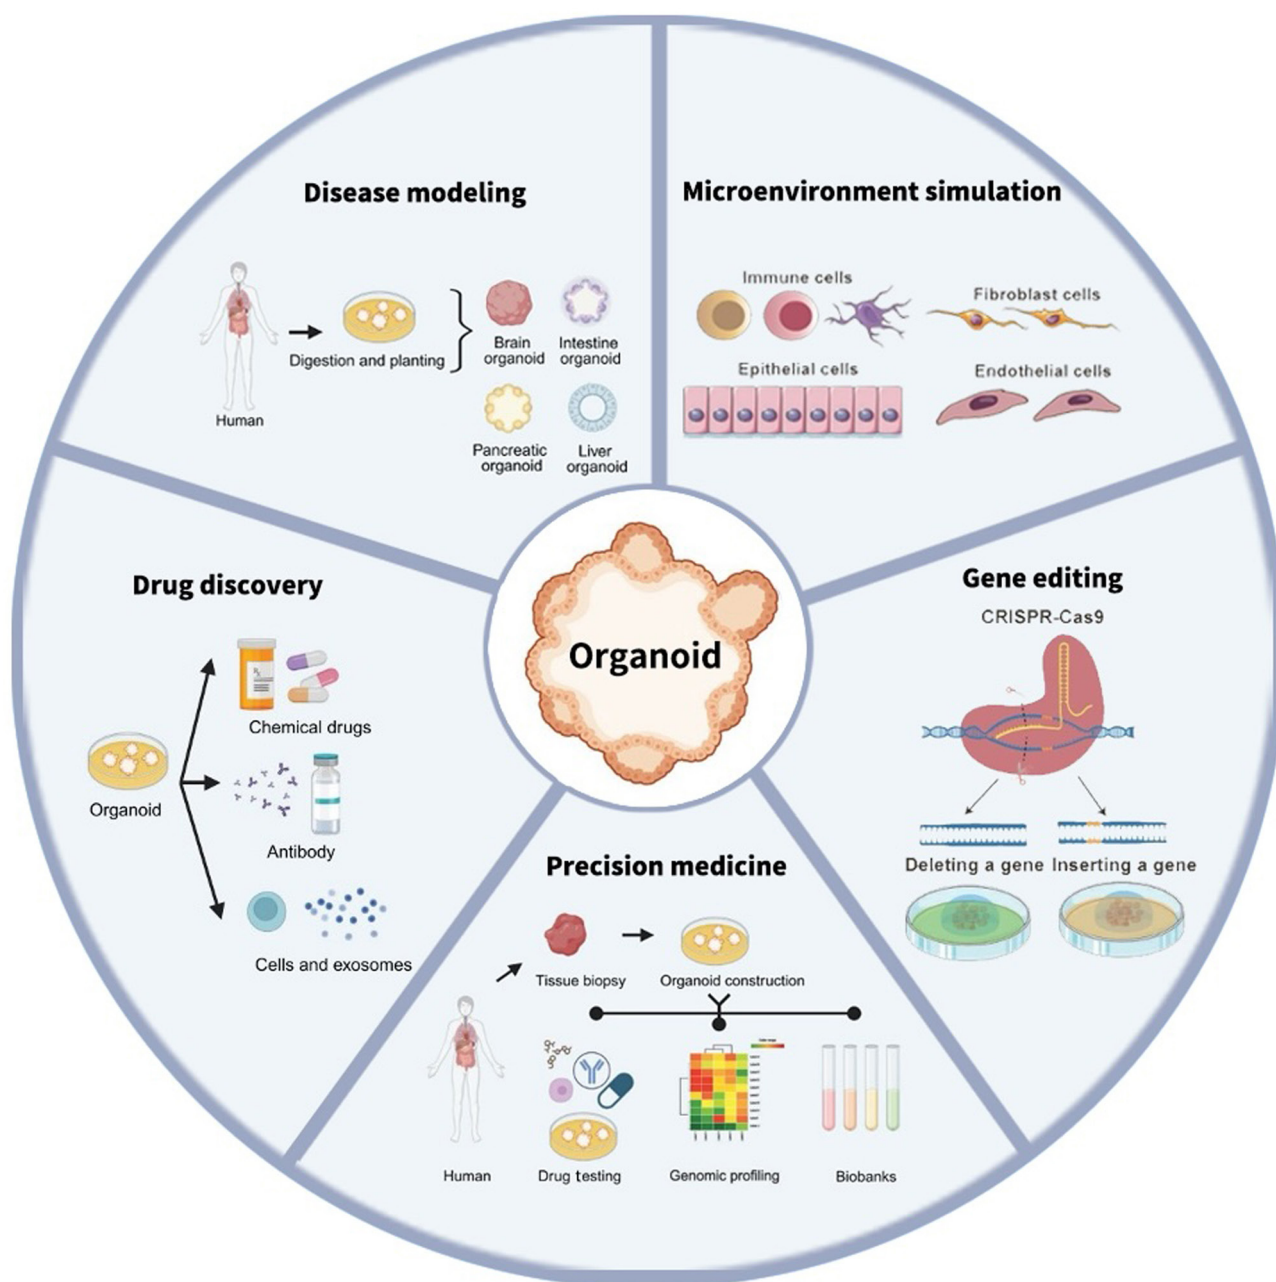 Disease modeling
Human
Digestion and planting
Brain
organoid
Intestine
organoid
Pancreatic
organoid
Liver
organoid
Microenvironment simulation
Immune cells
Fibroblast cells
Epithelial cells
Endothelial cells
Organoid
Drug discovery
Organoid
Chemical drugs
Antibody
Cells and exosomes
Gene editing
CRISPR-Cas9
Deleting a gene
Inserting a gene
Precision medicine
Tissue biopsy
Organoid construction
Human
Drug testing
Genomic profiling
Biobanks